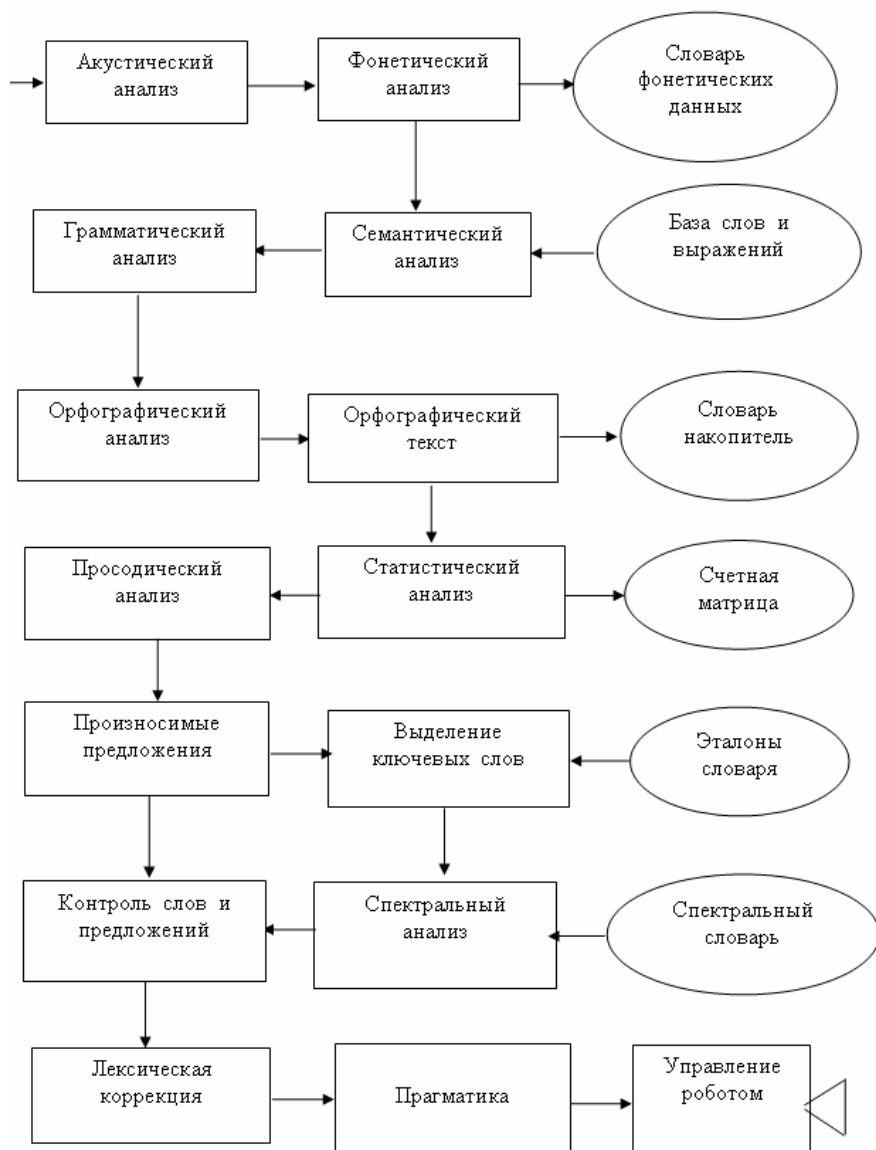 Акустический
анализ
Фонетический
анализ
Словарь
фонетических
данных
Грамматический
анализ
Семантический
анализ
База слов и
выражений
Орфографический
анализ
Орфографический
текст
Словарь
накопитель
Просодический
анализ
Статистический
анализ
Счетная
матрица
Произносимые
предложения
Выделение
ключевых слов
Эталоны
словаря
Контроль слов и
предложений
Спектральный
анализ
Спектральный
словарь
Лексическая
коррекция
Прагматика
Управление
роботом